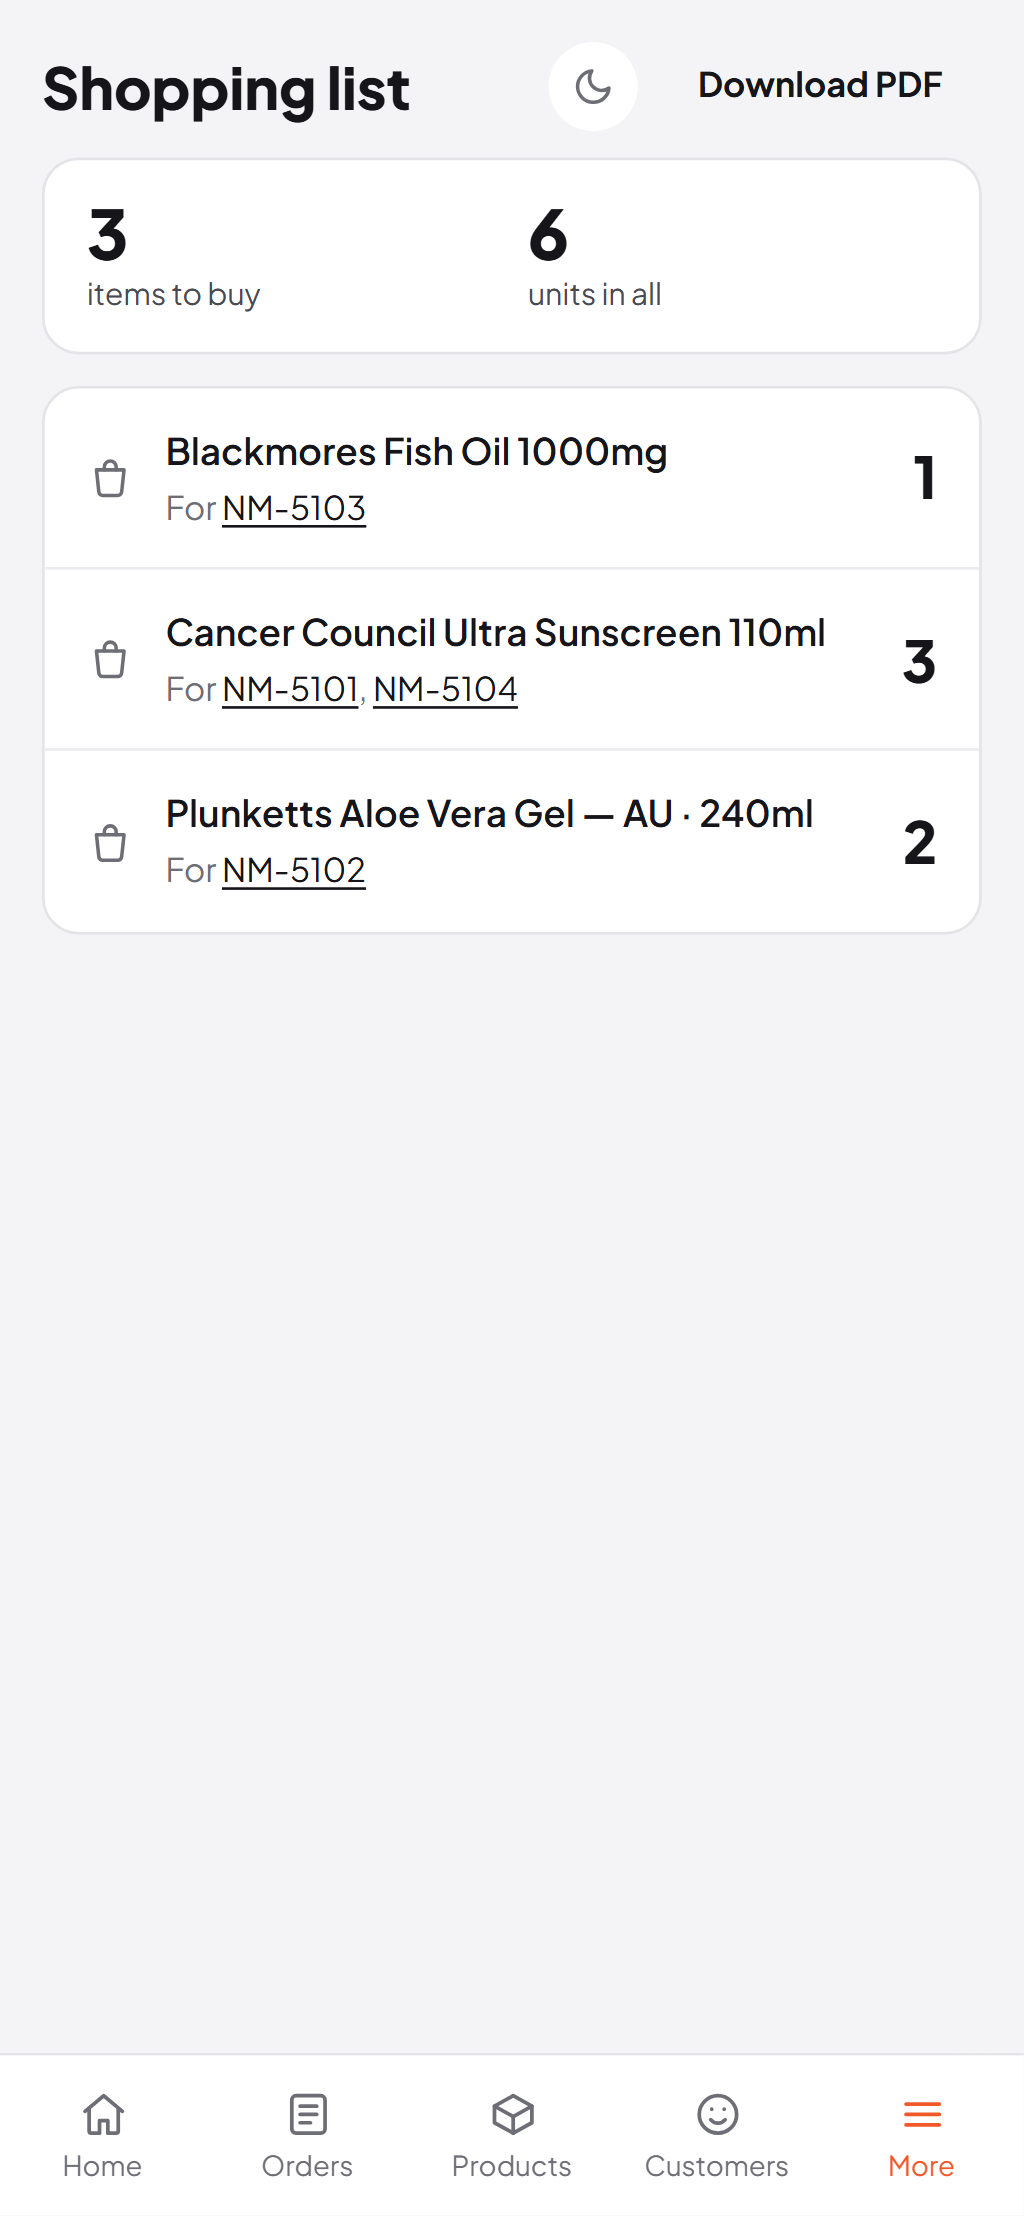 Shopping list
Download PDF
3
6
items to buy
units in all
Blackmores Fish Oil 1000mg
For NM-5103
1
Cancer Council Ultra Sunscreen 110ml
For NM-5101, NM-5104
3
Plunketts Aloe Vera Gel — AU · 240ml
For NM-5102
2
Home
Orders
Products
Customers
More